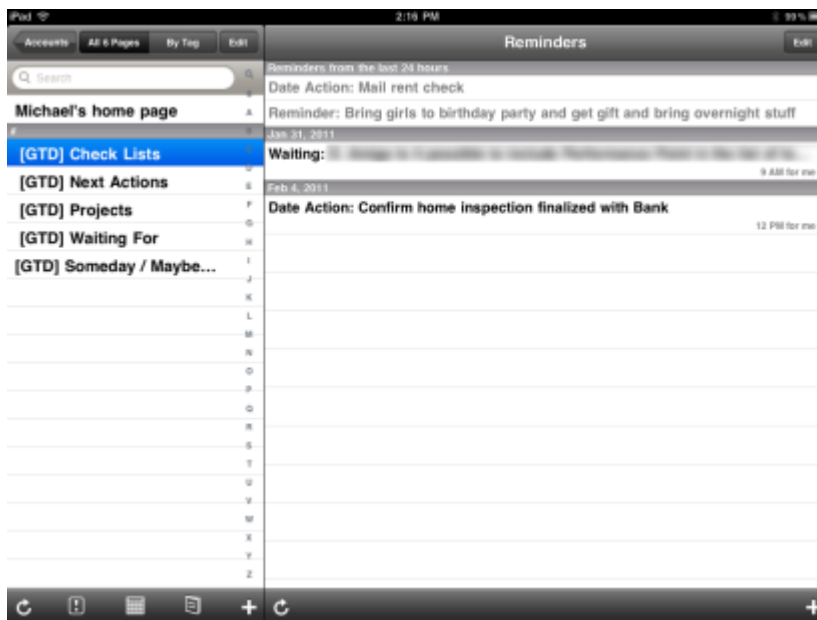 iPad
2:16 PM
99%
Accounts
All 6 Pages
By Tag
Edit
Reminders
Edit
Search
Reminders from the last 24 hours
Date Action: Mail rent check
Michael's home page
Reminder: Bring girls to birthday party and get gift and bring overnight stuff
#
Jan 31, 2011
[GTD] Check Lists
Waiting:
9 AM for me
[GTD] Next Actions
Feb 4, 2011
[GTD] Projects
Date Action: Confirm home inspection finalized with Bank
12 PM for me
[GTD] Waiting For
[GTD] Someday / Maybe...
A
E
F
G
H
I
J
K
L
M
N
O
P
Q
R
S
T
U
V
W
X
Y
Z